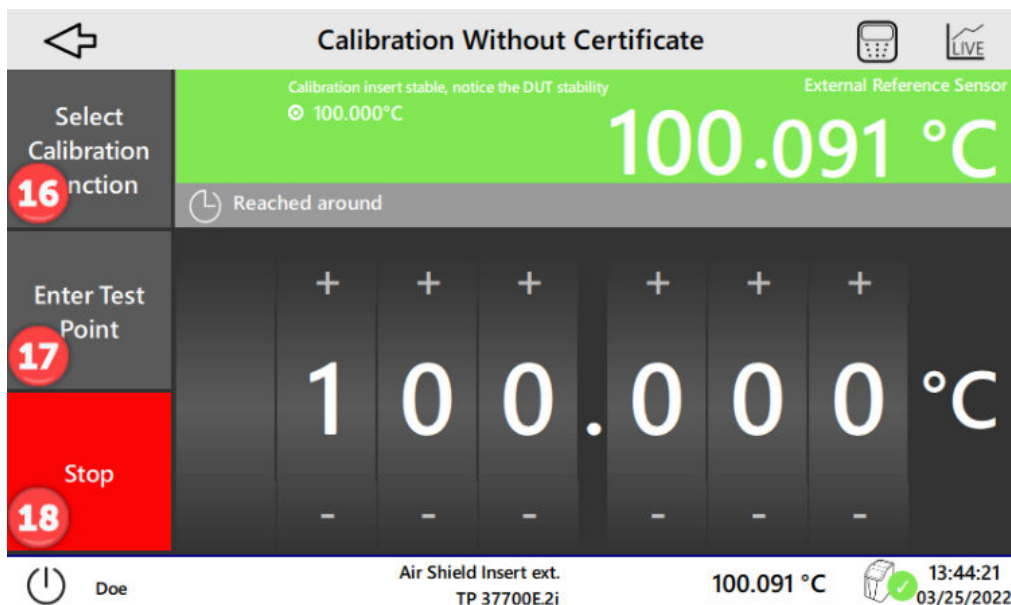 Calibration Without Certificate
LIVE
Select
Calibration
16 nction
Calibration insert stable, notice the DUT stability
100.000°C
External Reference Sensor
100.091 °C
Reached around
Enter Test
Point
17
+ + + + + +
1 0 0 . 0 0 0 °C
- - - - - -
Stop
18
Doe
Air Shield Insert ext.
TP 37700E.2i
100.091 °C
13:44:21
03/25/2022